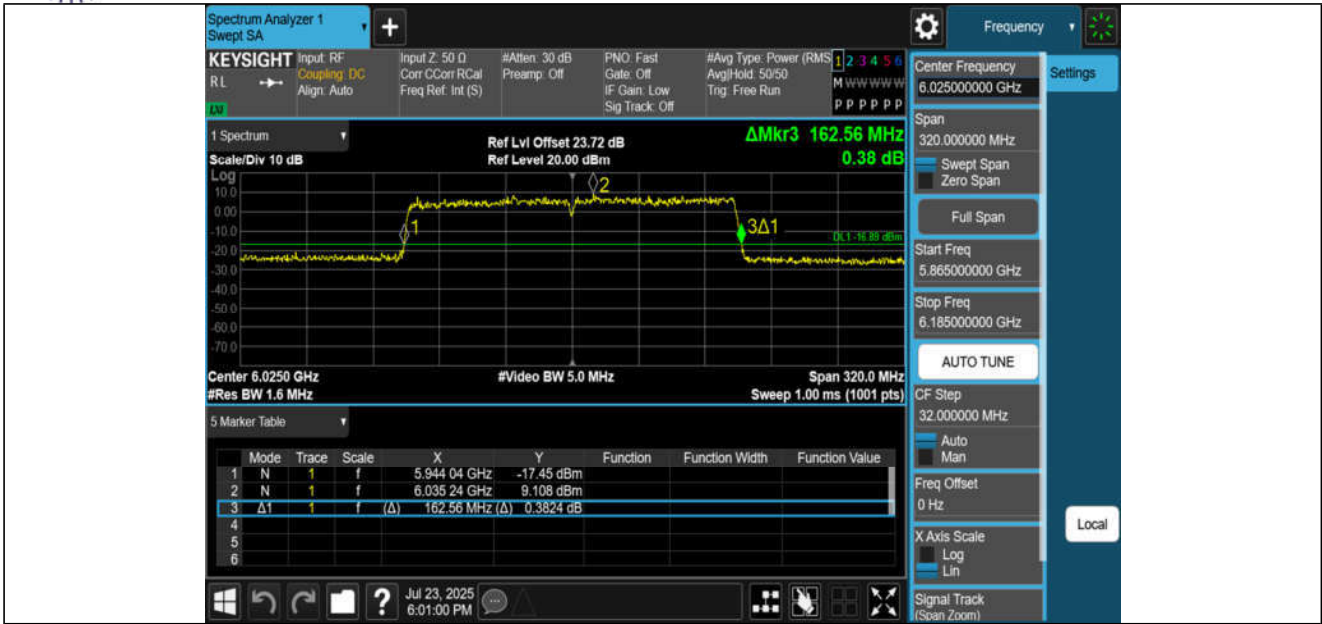 Spectrum Analyzer 1
Swept SA
+
Frequency
KEYSIGHT
RL
LXI
Input: RF
Coupling: DC
Align: Auto
Input Z: 50 Ω
Corr CCorr RCal
Freq Ref: Int (S)
#Atten: 30 dB
Preamp: Off
PNO: Fast
Gate: Off
IF Gain: Low
Sig Track: Off
#Avg Type: Power (RMS
Avg|Hold: 50/50
Trig: Free Run
1 2 3 4 5 6
M W W W W W
P P P P P P
1 Spectrum
Ref Lvl Offset 23.72 dB
ΔMkr3 162.56 MHz
Scale/Div 10 dB
Ref Level 20.00 dBm
0.38 dB
Log
10.0
0.00
-10.0
-20.0
-30.0
-40.0
-50.0
-60.0
-70.0
2
1
3Δ1
DL1 -16.89 dBm
Center 6.0250 GHz
#Video BW 5.0 MHz
Span 320.0 MHz
#Res BW 1.6 MHz
Sweep 1.00 ms (1001 pts)
5 Marker Table
Mode Trace Scale X Y Function Function Width Function Value
1 N 1 f 5.944 04 GHz -17.45 dBm
2 N 1 f 6.035 24 GHz 9.108 dBm
3 Δ1 1 f (Δ) 162.56 MHz (Δ) 0.3824 dB
4
5
6
?
Jul 23, 2025
6:01:00 PM
Center Frequency
6.025000000 GHz
Span
320.000000 MHz
Swept Span
Zero Span
Full Span
Start Freq
5.865000000 GHz
Stop Freq
6.185000000 GHz
AUTO TUNE
CF Step
32.000000 MHz
Auto
Man
Freq Offset
0 Hz
X Axis Scale
Log
Lin
Signal Track
(Span Zoom)
Settings
Local